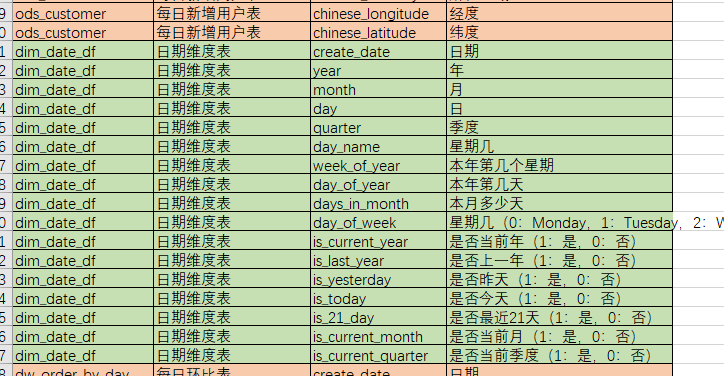 9 ods_customer 每日新增用户表 chinese_longitude 经度
0 ods_customer 每日新增用户表 chinese_latitude 纬度
1 dim_date_df 日期维度表 create_date 日期
2 dim_date_df 日期维度表 year 年
3 dim_date_df 日期维度表 month 月
4 dim_date_df 日期维度表 day 日
5 dim_date_df 日期维度表 quarter 季度
6 dim_date_df 日期维度表 day_name 星期几
7 dim_date_df 日期维度表 week_of_year 本年第几个星期
8 dim_date_df 日期维度表 day_of_year 本年第几天
9 dim_date_df 日期维度表 days_in_month 本月多少天
0 dim_date_df 日期维度表 day_of_week 星期几（0：Monday，1：Tuesday，2：W
1 dim_date_df 日期维度表 is_current_year 是否当前年（1：是，0：否）
2 dim_date_df 日期维度表 is_last_year 是否上一年（1：是，0：否）
3 dim_date_df 日期维度表 is_yesterday 是否昨天（1：是，0：否）
4 dim_date_df 日期维度表 is_today 是否今天（1：是，0：否）
5 dim_date_df 日期维度表 is_21_day 是否最近21天（1：是，0：否）
6 dim_date_df 日期维度表 is_current_month 是否当前月（1：是，0：否）
7 dim_date_df 日期维度表 is_current_quarter 是否当前季度（1：是，0：否）
8 dw_order_by_day 每日环比表 create_date 日期